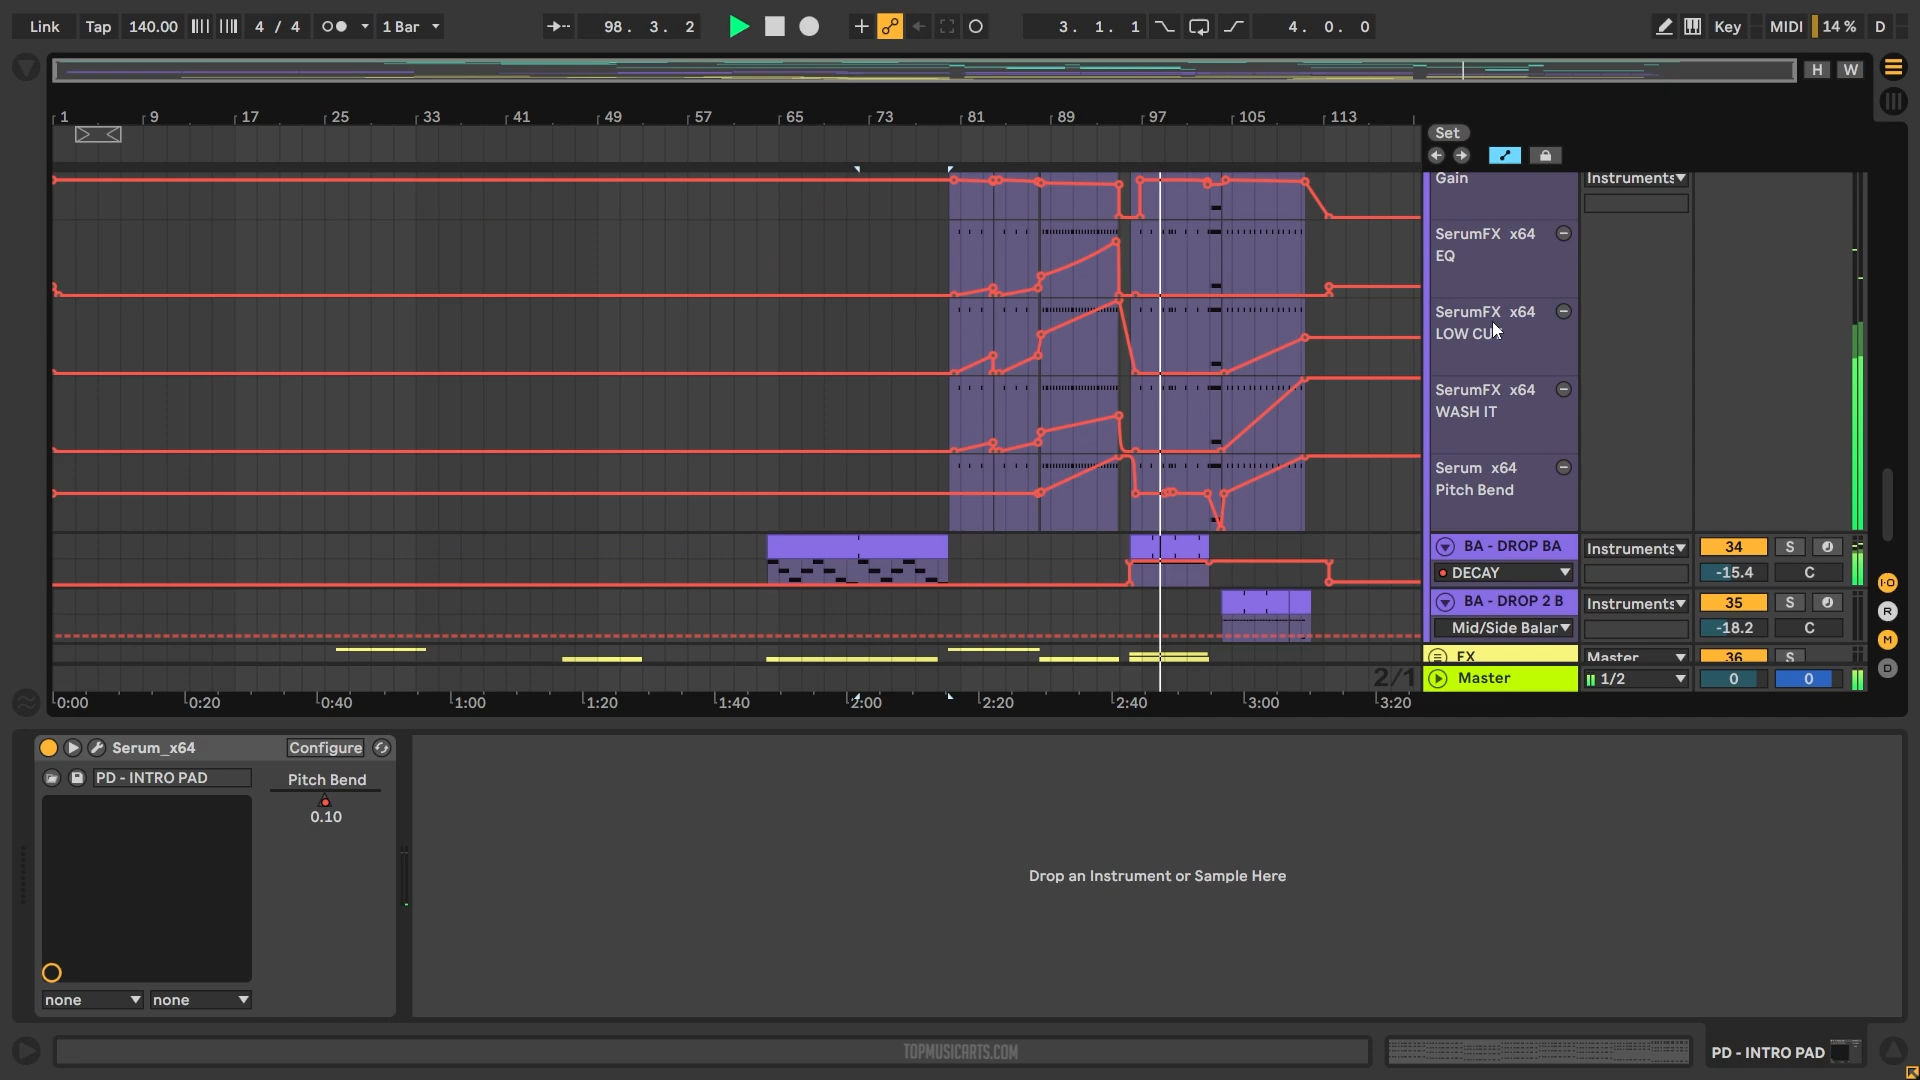 Link Tap 140.00 4 / 4 1 Bar 98. 3. 2 3. 1. 1 4. 0. 0 Key MIDI 14 % D
H W
1 9 17 25 33 41 49 57 65 73 81 89 97 105 113
Set
Gain Instruments
SerumFX x64
EQ
SerumFX x64
LOW CU
SerumFX x64
WASH IT
Serum x64
Pitch Bend
BA - DROP BA Instruments 34 S
DECAY -15.4 C
BA - DROP 2 B Instruments 35 S
Mid/Side Balar -18.2 C
FX Master 36 S
2/1 Master 1/2 0 0
I·O
R
M
D
0:00 0:20 0:40 1:00 1:20 1:40 2:00 2:20 2:40 3:00 3:20
Serum_x64 Configure
PD - INTRO PAD Pitch Bend
0.10
Drop an Instrument or Sample Here
none none
TOPMUSICARTS.COM PD - INTRO PAD